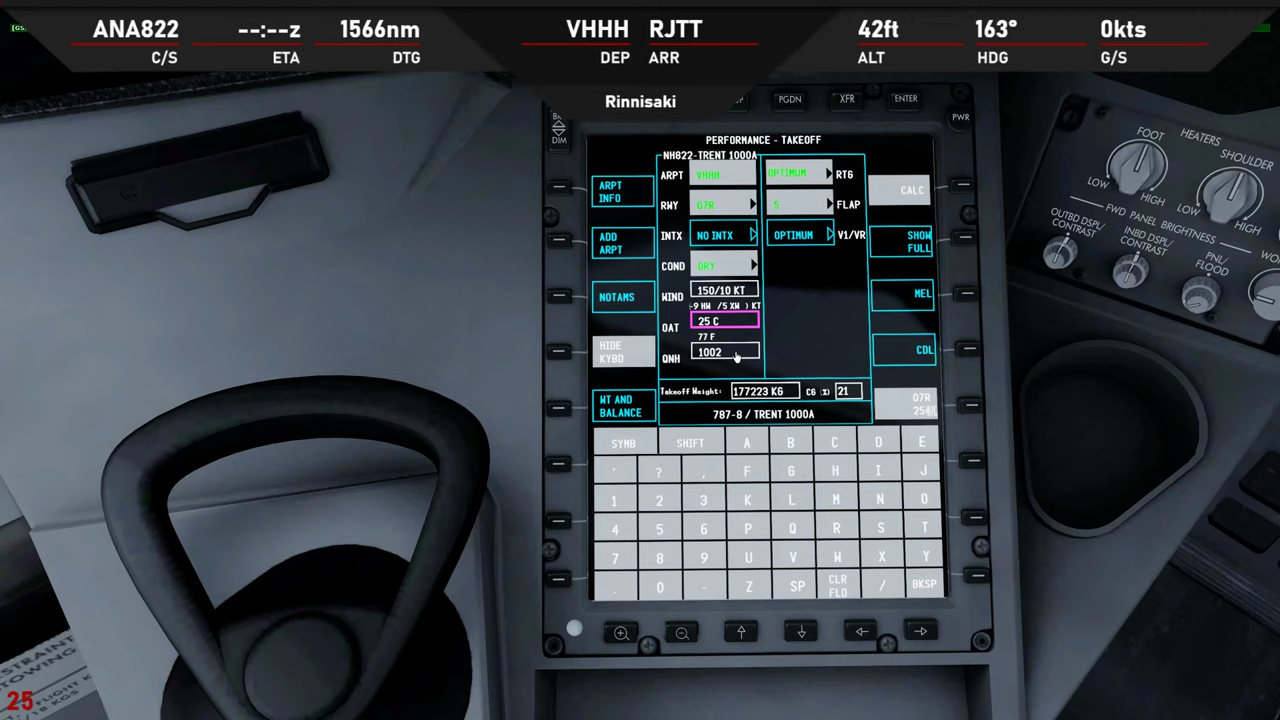 ANA822 --:--z 1566nm VHHH RJTT 42ft 163° 0kts
C/S ETA DTG DEP ARR ALT HDG G/S
Rinnisaki
PGDN XFR ENTER
DIM
PWR
PERFORMANCE - TAKEOFF
NH822-TRENT 1000A
ARPT VHHH OPTIMUM RTG
ARPT
INFO
CALC
RWY 07R 5 FLAP
ADD
ARPT
INTX NO INTX OPTIMUM V1/VR
SHOW
FULL
COND DRY
NOTAMS
WIND 150/10 KT
MEL
OAT 25 C
77 F
HIDE
KYBD
QNH 1002
CDL
WT AND
BALANCE
Takeoff Weight: 177223 KG CG (%) 21
07R
787-8 / TRENT 1000A
SYMB SHIFT A B C D E
' ? , F G H I J
1 2 3 K L M N O
4 5 6 P Q R S T
7 8 9 U V W X Y
. 0 - Z SP CLR
FLD / BKSP
HEATERS
FOOT SHOULDER
LOW HIGH LOW HIGH
FWD PANEL BRIGHTNESS
OUTBD DSPL/
CONTRAST
INBD DSPL/
CONTRAST
PNL/
FLOOD
25